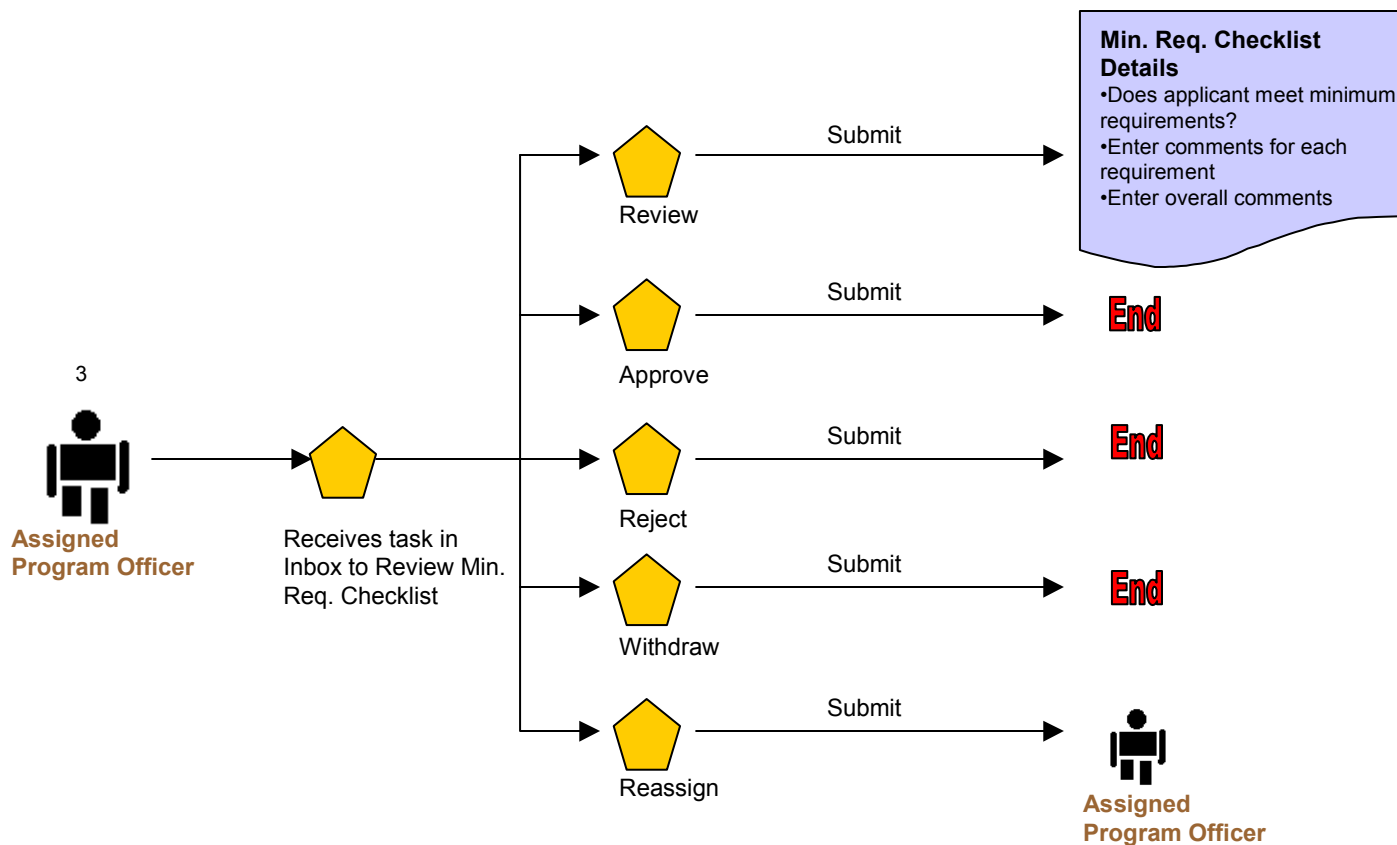 Min. Req. Checklist
Details
•Does applicant meet minimum
requirements?
•Enter comments for each
requirement
•Enter overall comments
Submit
Review
Submit
End
Approve
3
Submit
End
Reject
Assigned
Program Officer
Receives task in
Inbox to Review Min.
Req. Checklist
Submit
End
Withdraw
Submit
Reassign
Assigned
Program Officer